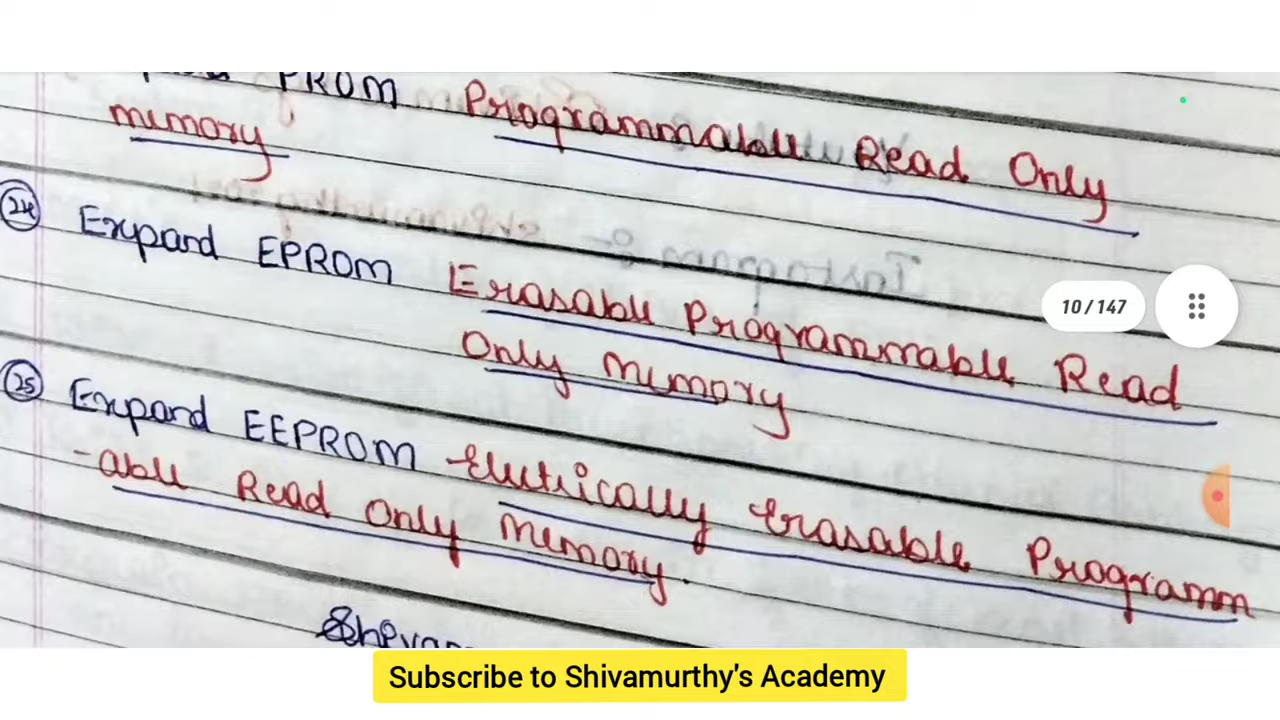 PROM Programmable Read Only
memory
24 Expand EPROM Erasable Programmable Read
Only Memory
10/147
25 Expand EEPROM Eletrically Erasable Programm
-able Read Only Memory.
Subscribe to Shivamurthy's Academy